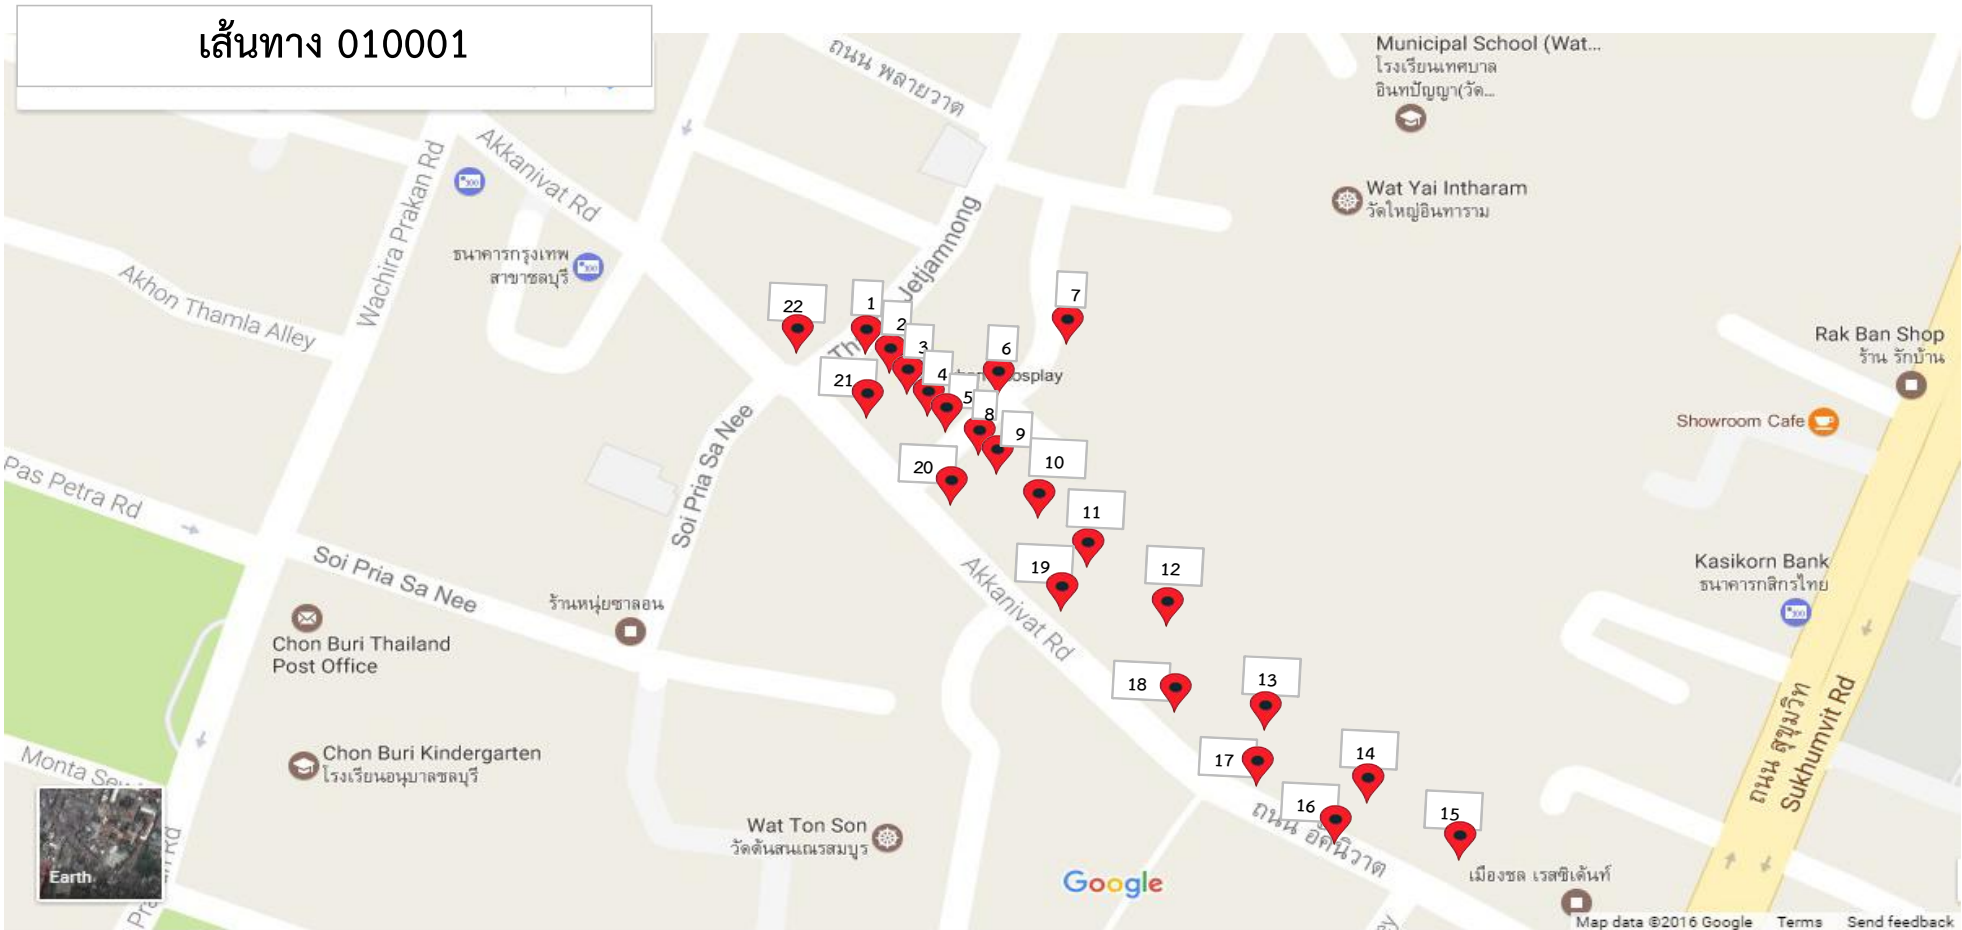 เส้นทาง 010001
ถนน พลายวาต
Municipal School (Wat...
โรงเรียนเทศบาล
อินทปัญญา(วัด...
Akkanivat Rd
Wachira Prakan Rd
Wat Yai Intharam
วัดใหญ่อินทาราม
Jetjamnong
ธนาคารกรุงเทพ
สาขาชลบุรี
Akhon Thamla Alley
22
1
2
3
4
5
6
7
8
9
10
11
12
13
14
15
16
17
18
19
20
21
Rak Ban Shop
ร้าน รักบ้าน
Showroom Cafe
Soi Pria Sa Nee
Pas Petra Rd
Soi Pria Sa Nee
Akkanivat Rd
Kasikorn Bank
ธนาคารกสิกรไทย
ร้านหนุ่ยซาลอน
Chon Buri Thailand
Post Office
ถนน สุขุมวิท
Sukhumvit Rd
Chon Buri Kindergarten
โรงเรียนอนุบาลชลบุรี
Monta
Wat Ton Son
วัดต้นสนเณรสมบูร
ถนน อัคนิวาต
เมืองชล เรสซิเด้นท์
Earth
Google
Map data ©2016 Google Terms Send feedback